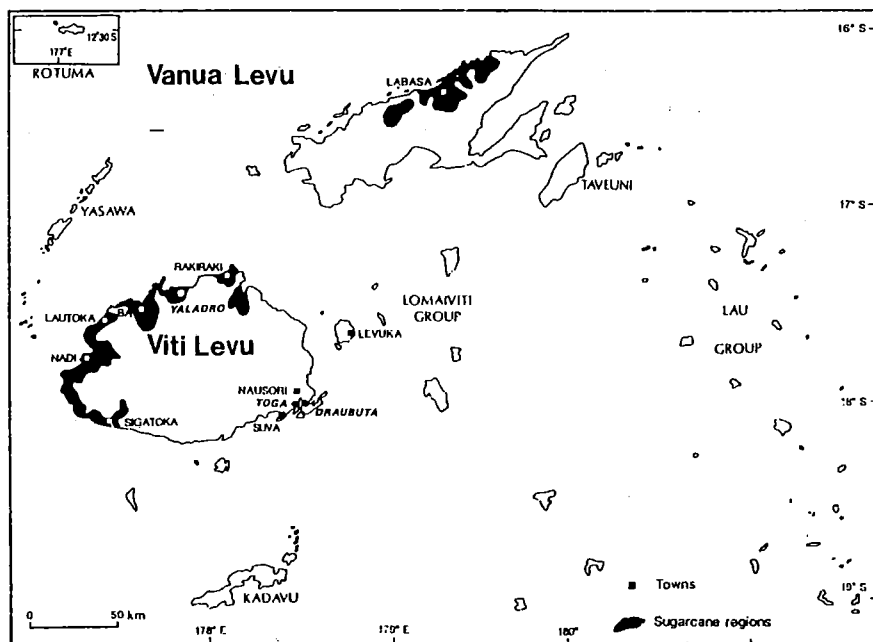 12°30 S
177°E
ROTUMA
16° S
Vanua Levu
LABASA
TAVEUNI
YASAWA
17° S
RAKIRAKI
LOMAIVITI
GROUP
LAUTOKA
BA
YALADRO
LEVUKA
LAU
GROUP
Viti Levu
NADI
NAUSORI
TOGA
DRAUBUTA
18° S
SIGATOKA
SUVA
KADAVU
Towns
Sugarcane regions
19° S
0 50 km
178° E
179° E
180°